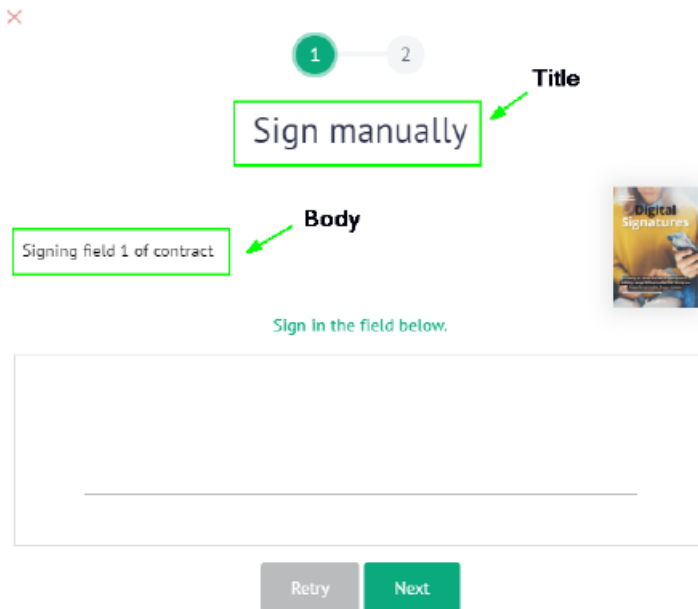 1
2
Title
Sign manually
Body
Digital
Signatures
Signing field 1 of contract
Sign in the field below.
Retry
Next